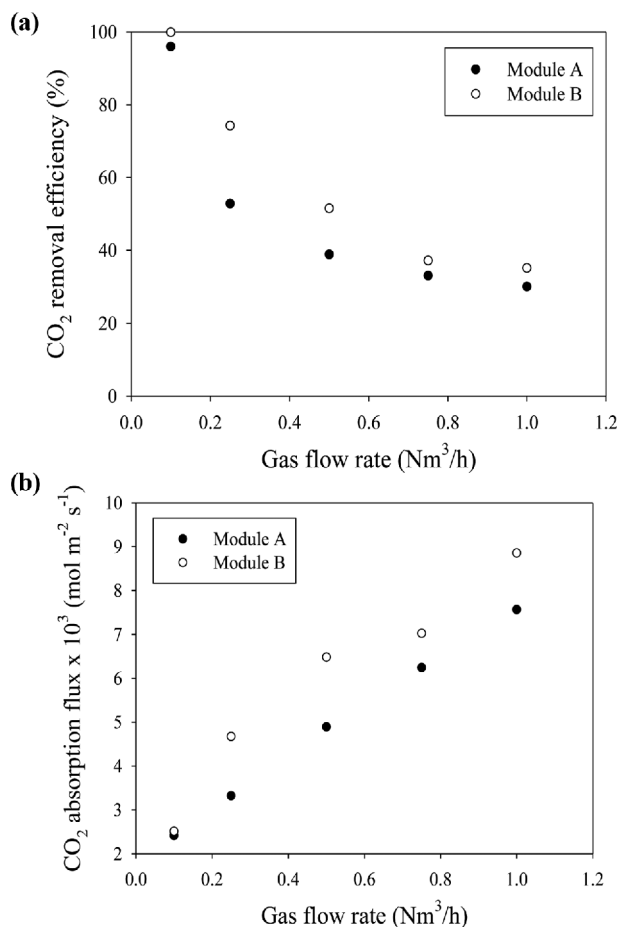 (a)
100
80
60
40
20
0
CO₂ removal efficiency (%)
Module A
Module B
0.0 0.2 0.4 0.6 0.8 1.0 1.2
Gas flow rate (Nm³/h)
(b)
10
9
8
7
6
5
4
3
2
CO₂ absorption flux x 10³ (mol m⁻² s⁻¹)
Module A
Module B
0.0 0.2 0.4 0.6 0.8 1.0 1.2
Gas flow rate (Nm³/h)